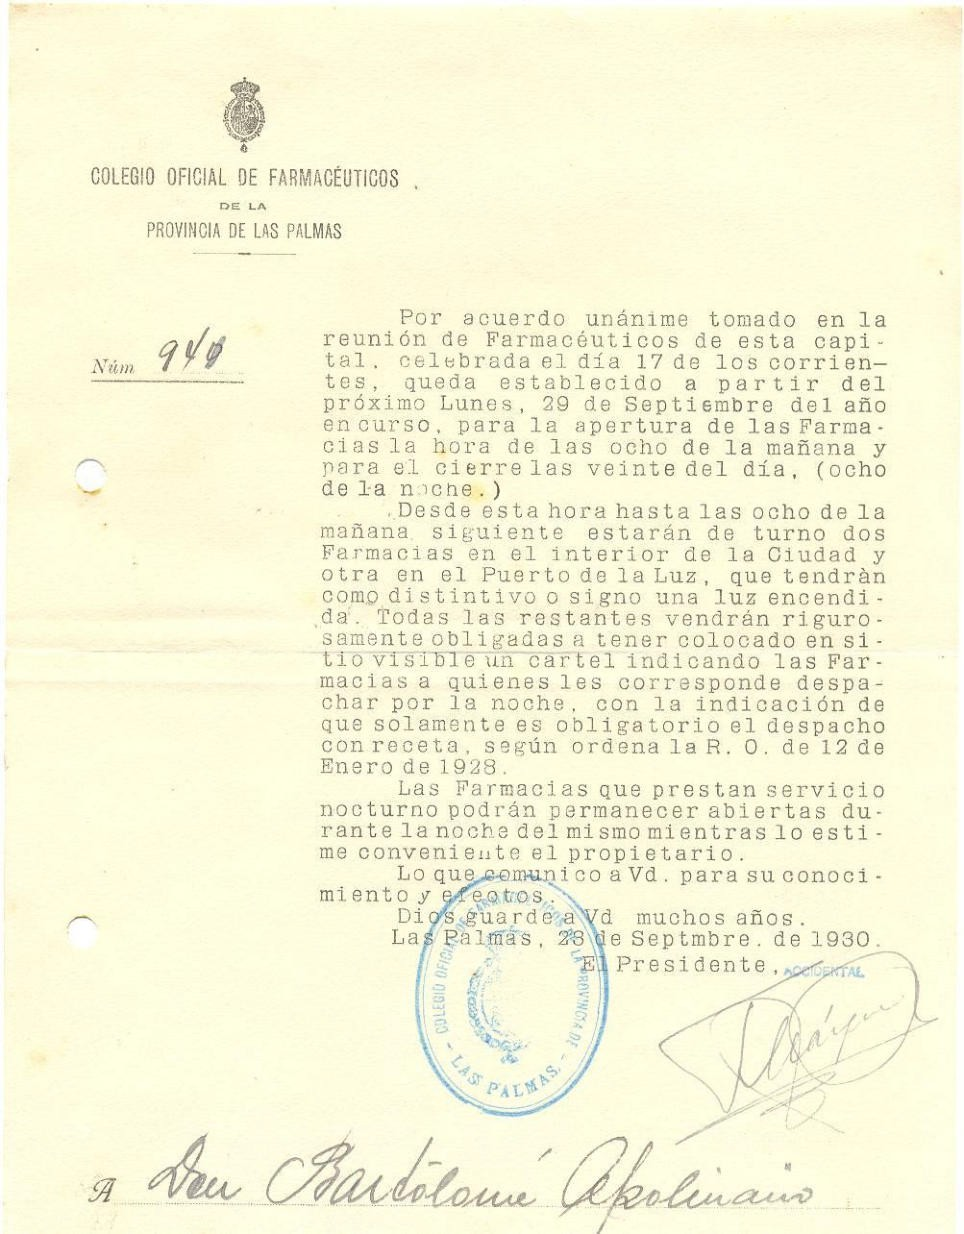 COLEGIO OFICIAL DE FARMACÉUTICOS
DE LA
PROVINCIA DE LAS PALMAS
Núm 940
Por acuerdo unánime tomado en la
reunión de Farmacéuticos de esta capi-
tal, celebrada el día 17 de los corrien-
tes, queda establecido a partir del
próximo Lunes, 29 de Septiembre del año
en curso, para la apertura de las Farma-
cias la hora de las ocho de la mañana y
para el cierre las veinte del día, (ocho
de la noche.)
Desde esta hora hasta las ocho de la
mañana siguiente estarán de turno dos
Farmacias en el interior de la Ciudad y
otra en el Puerto de la Luz, que tendràn
como distintivo o signo una luz encendi-
da. Todas las restantes vendrán riguro-
samente obligadas a tener colocado en si-
tio visible un cartel indicando las Far-
macias a quienes les corresponde despa-
char por la noche, con la indicación de
que solamente es obligatorio el despacho
con receta, según ordena la R. O. de 12 de
Enero de 1928.
Las Farmacias que prestan servicio
nocturno podrán permanecer abiertas du-
rante la noche del mismo mientras lo esti-
me conveniente el propietario.
Lo que comunico a Vd. para su conoci-
miento y efectos.
Dios guarde a Vd muchos años.
Las Palmas, 23 de Septmbre. de 1930.
El Presidente, ACCIDENTAL
COLEGIO OFICIAL DE FARMACEUTICOS DE LA PROVINCIA DE
- LAS PALMAS. -
A Don Bartólomé Apolinario